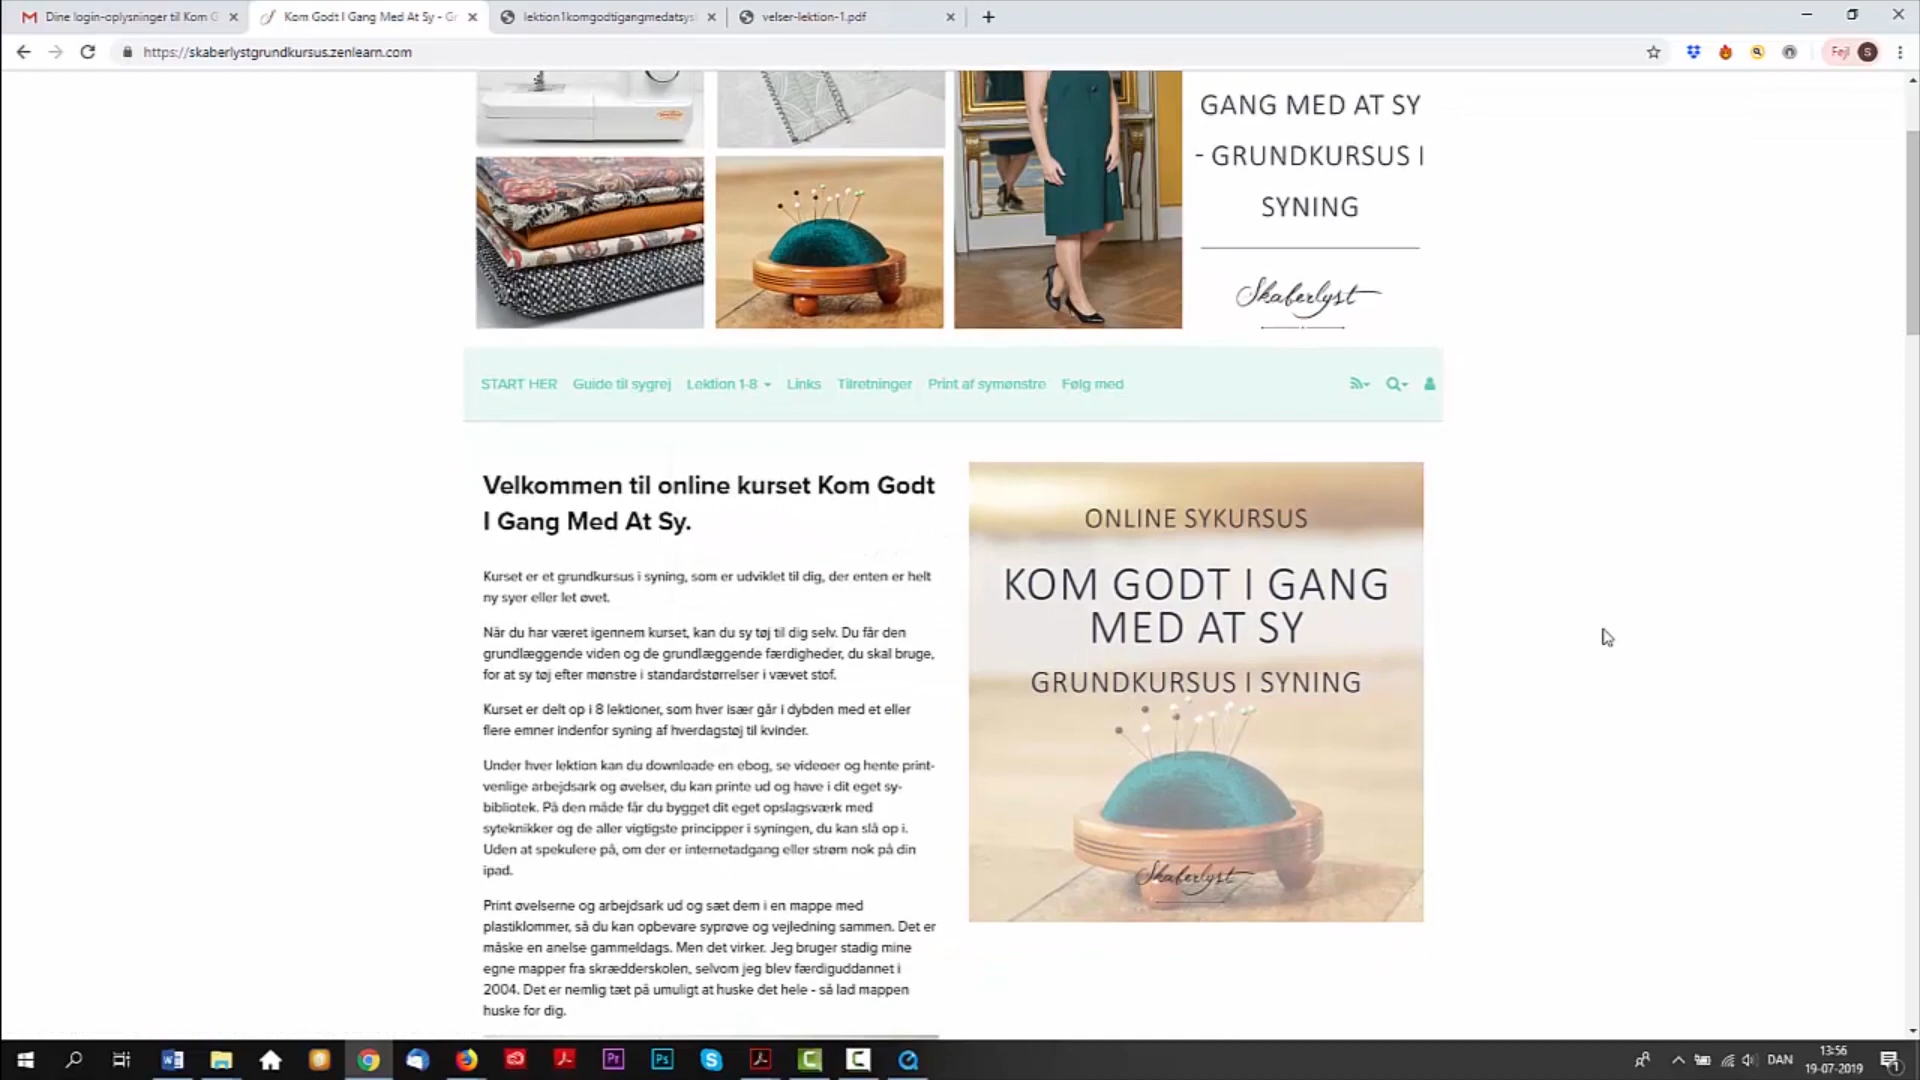 Dine login-oplysninger til Kom G
Kom Godt I Gang Med At Sy - Gr
lektion1komgodtigangmedatsys
velser-lektion-1.pdf
https://skaberlystgrundkursus.zenlearn.com
Fejl
S
GANG MED AT SY
- GRUNDKURSUS I
SYNING
Skaberlyst
START HER Guide til sygrej Lektion 1-8 Links Tilretninger Print af symønstre Følg med
Velkommen til online kurset Kom Godt
I Gang Med At Sy.
Kurset er et grundkursus i syning, som er udviklet til dig, der enten er helt
ny syer eller let øvet.
Når du har været igennem kurset, kan du sy tøj til dig selv. Du får den
grundlæggende viden og de grundlæggende færdigheder, du skal bruge,
for at sy tøj efter mønstre i standardstørrelser i vævet stof.
Kurset er delt op i 8 lektioner, som hver især går i dybden med et eller
flere emner indenfor syning af hverdagstøj til kvinder.
Under hver lektion kan du downloade en ebog, se videoer og hente print-
venlige arbejdsark og øvelser, du kan printe ud og have i dit eget sy-
bibliotek. På den måde får du bygget dit eget opslagsværk med
syteknikker og de aller vigtigste principper i syningen, du kan slå op i.
Uden at spekulere på, om der er internetadgang eller strøm nok på din
ipad.
Print øvelserne og arbejdsark ud og sæt dem i en mappe med
plastiklommer, så du kan opbevare syprøve og vejledning sammen. Det er
måske en anelse gammeldags. Men det virker. Jeg bruger stadig mine
egne mapper fra skrædderskolen, selvom jeg blev færdiguddannet i
2004. Det er nemlig tæt på umuligt at huske det hele - så lad mappen
huske for dig.
ONLINE SYKURSUS
KOM GODT I GANG
MED AT SY
GRUNDKURSUS I SYNING
Skaberlyst
DAN
13:56
19-07-2019
1